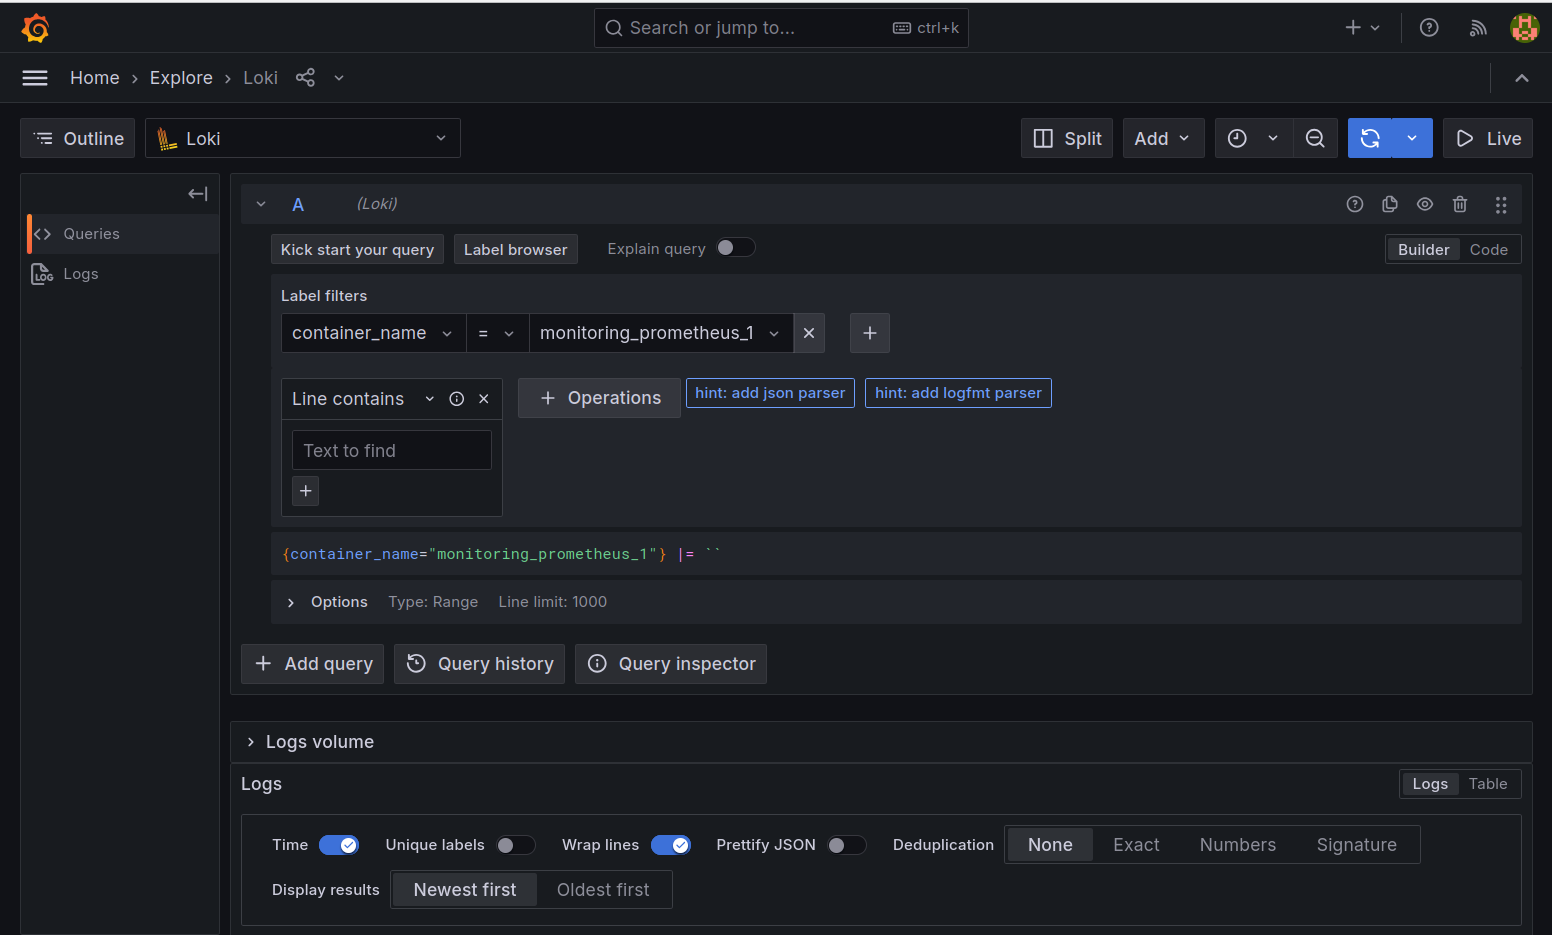 Search or jump to... ctrl+k
Home › Explore › Loki
Outline Loki Split Add Live
A (Loki)
Queries
Logs
Kick start your query Label browser Explain query Builder Code
Label filters
container_name = monitoring_prometheus_1
Line contains + Operations hint: add json parser hint: add logfmt parser
Text to find
+
{container_name="monitoring_prometheus_1"} |= ``
Options Type: Range Line limit: 1000
+ Add query Query history Query inspector
Logs volume
Logs Logs Table
Time Unique labels Wrap lines Prettify JSON Deduplication None Exact Numbers Signature
Display results Newest first Oldest first